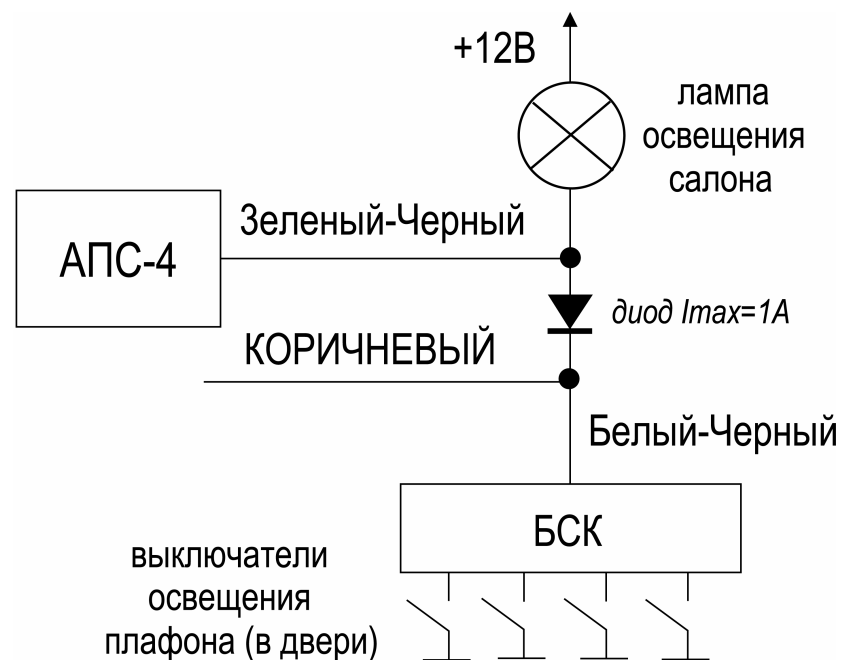 +12В
лампа
освещения
салона
Зеленый-Черный
АПС-4
диод Imax=1A
КОРИЧНЕВЫЙ
Белый-Черный
БСК
выключатели
освещения
плафона (в двери)